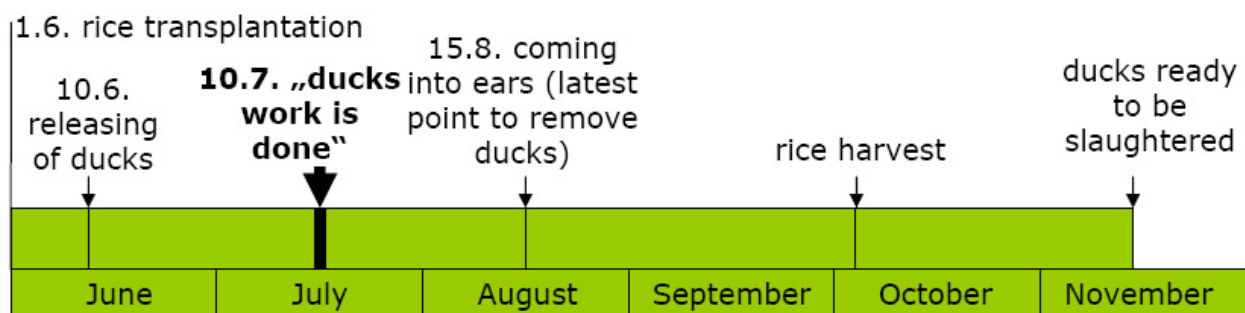 1.6. rice transplantation
10.6.
releasing
of ducks
10.7. „ducks
work is
done“
15.8. coming
into ears (latest
point to remove
ducks)
rice harvest
ducks ready
to be
slaughtered
June
July
August
September
October
November